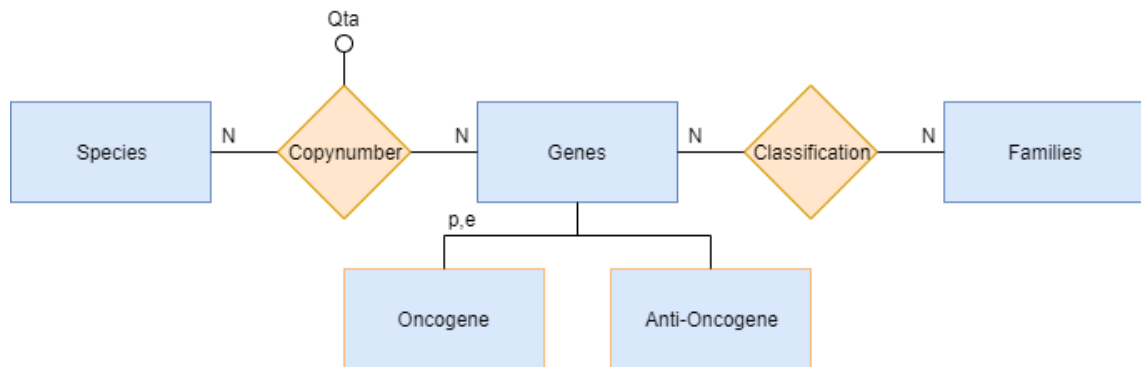 Qta
Species
N
Copynumber
N
Genes
N
Classification
N
Families
p,e
Oncogene
Anti-Oncogene